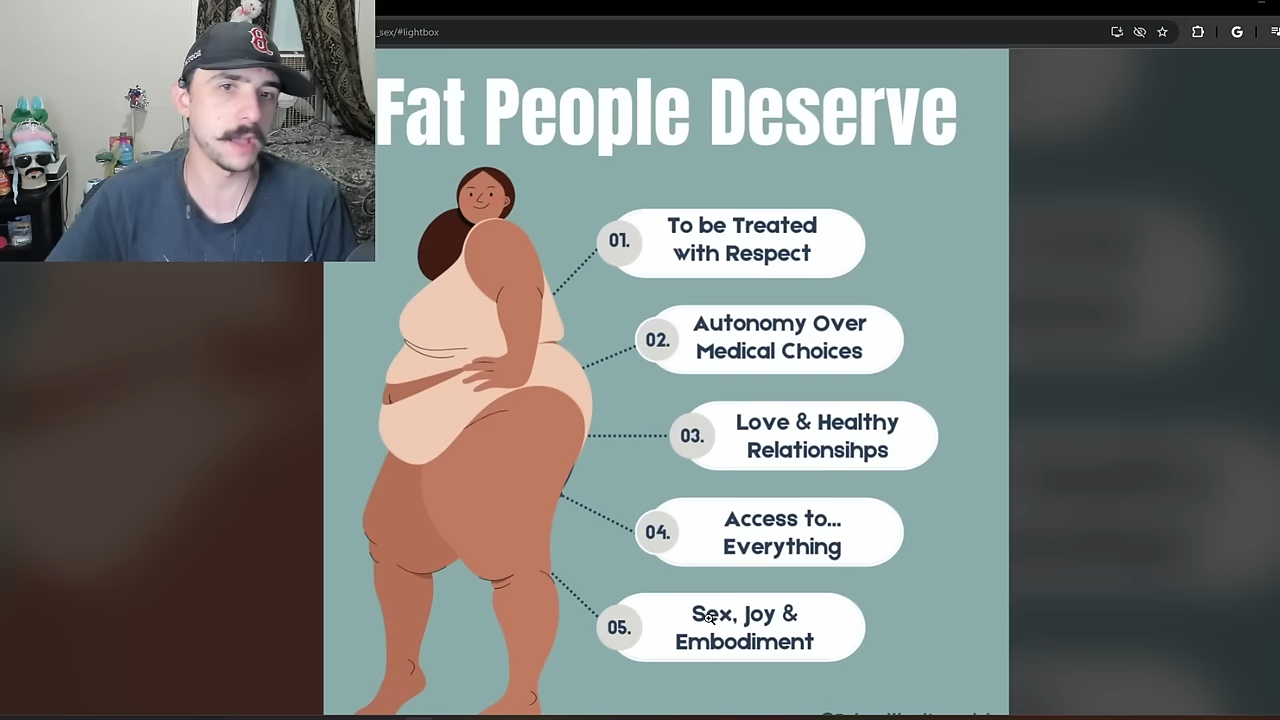 _sex/#lightbox
Fat People Deserve
01.
To be Treated
with Respect
02.
Autonomy Over
Medical Choices
03.
Love & Healthy
Relationsihps
04.
Access to...
Everything
05.
Sex, Joy &
Embodiment